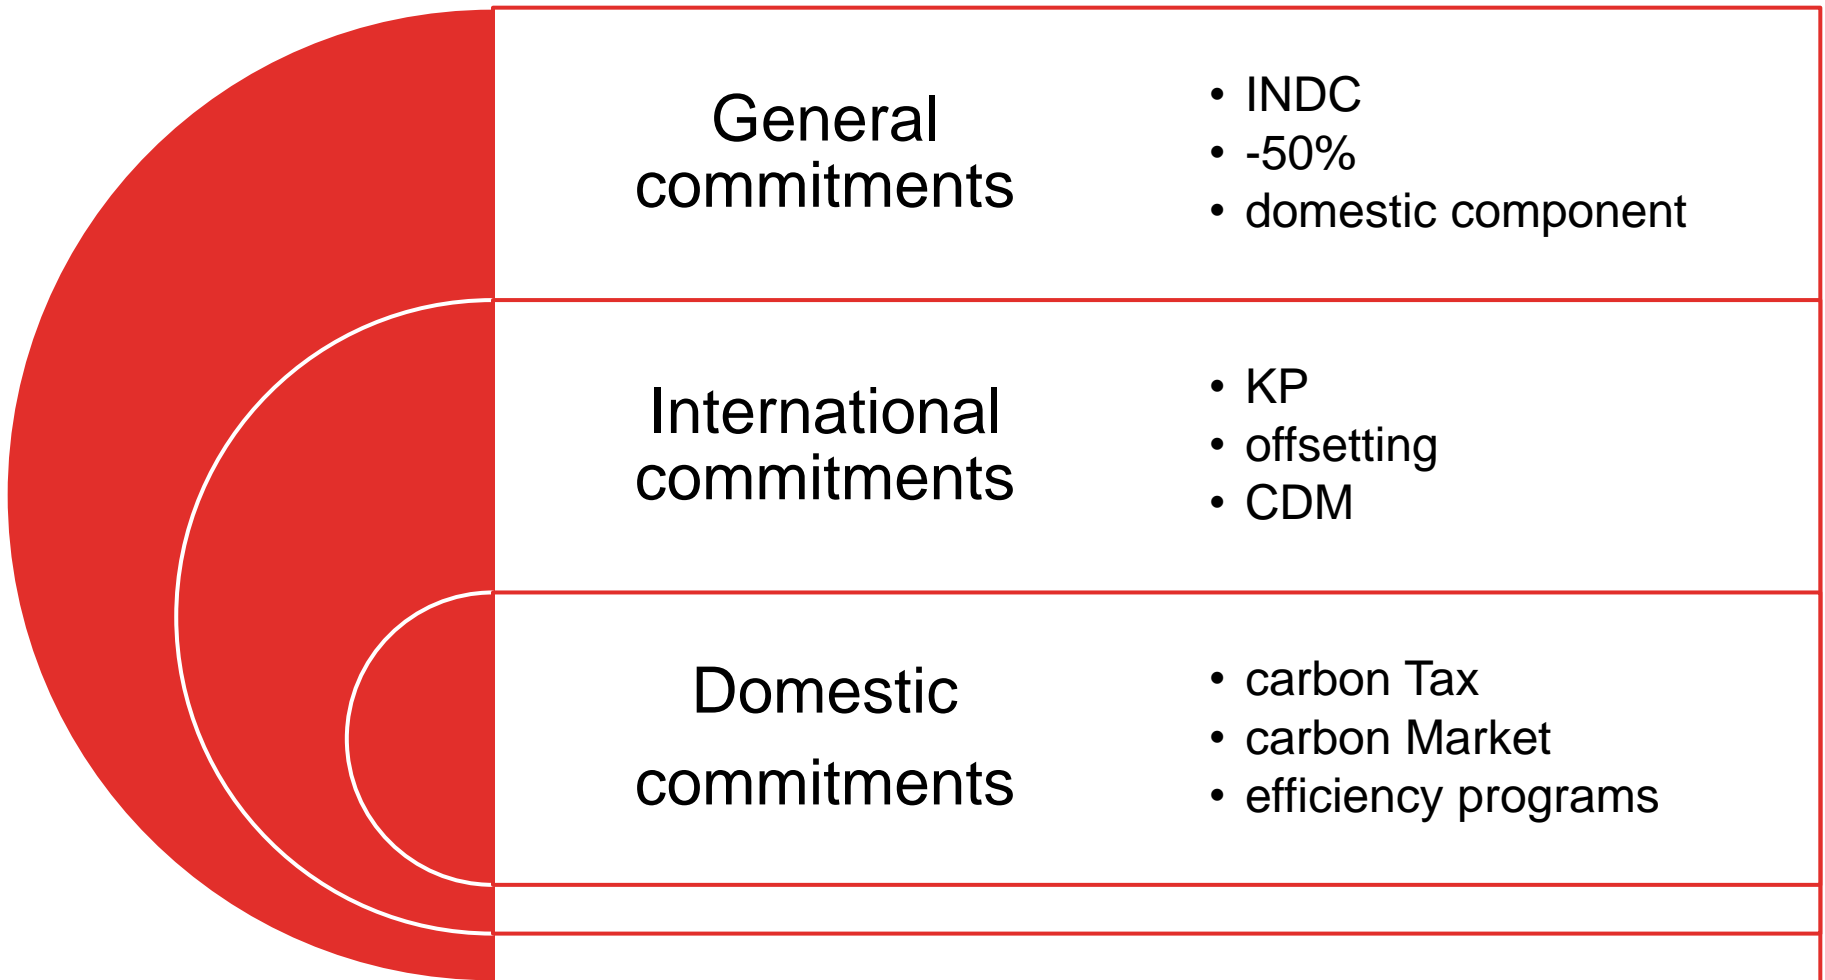 General
commitments
• INDC
• -50%
• domestic component
International
commitments
• KP
• offsetting
• CDM
Domestic
commitments
• carbon Tax
• carbon Market
• efficiency programs